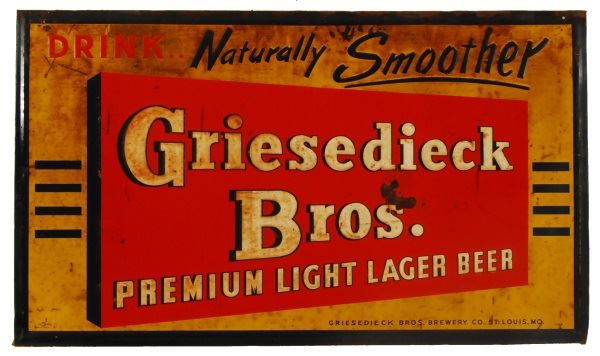 DRINK.. Naturally Smoother
Griesedieck
Bros.
PREMIUM LIGHT LAGER BEER
GRIESEDIECK BROS. BREWERY CO. ST. LOUIS, MO.